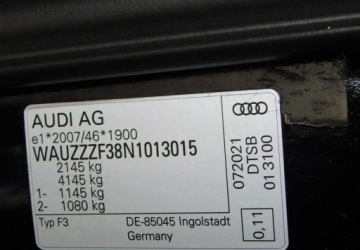 AUDI AG
e1*2007/46*1900
WAUZZZF38N1013015
2145 kg
4145 kg
1- 1145 kg
2- 1080 kg
Typ F3
DE-85045 Ingolstadt
Germany
072021
DTSB
013100
0,11